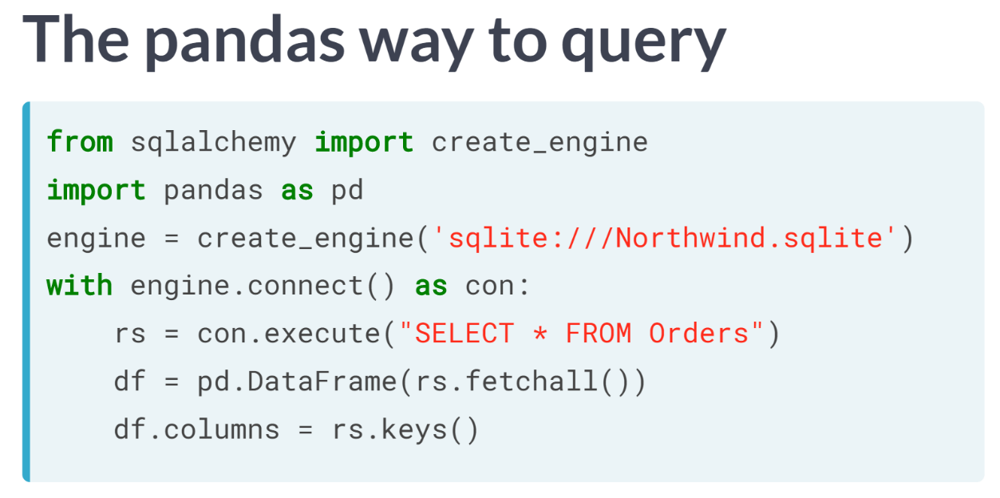 The pandas way to query
from sqlalchemy import create_engine
import pandas as pd
engine = create_engine('sqlite:///Northwind.sqlite')
with engine.connect() as con:
    rs = con.execute("SELECT * FROM Orders")
    df = pd.DataFrame(rs.fetchall())
    df.columns = rs.keys()